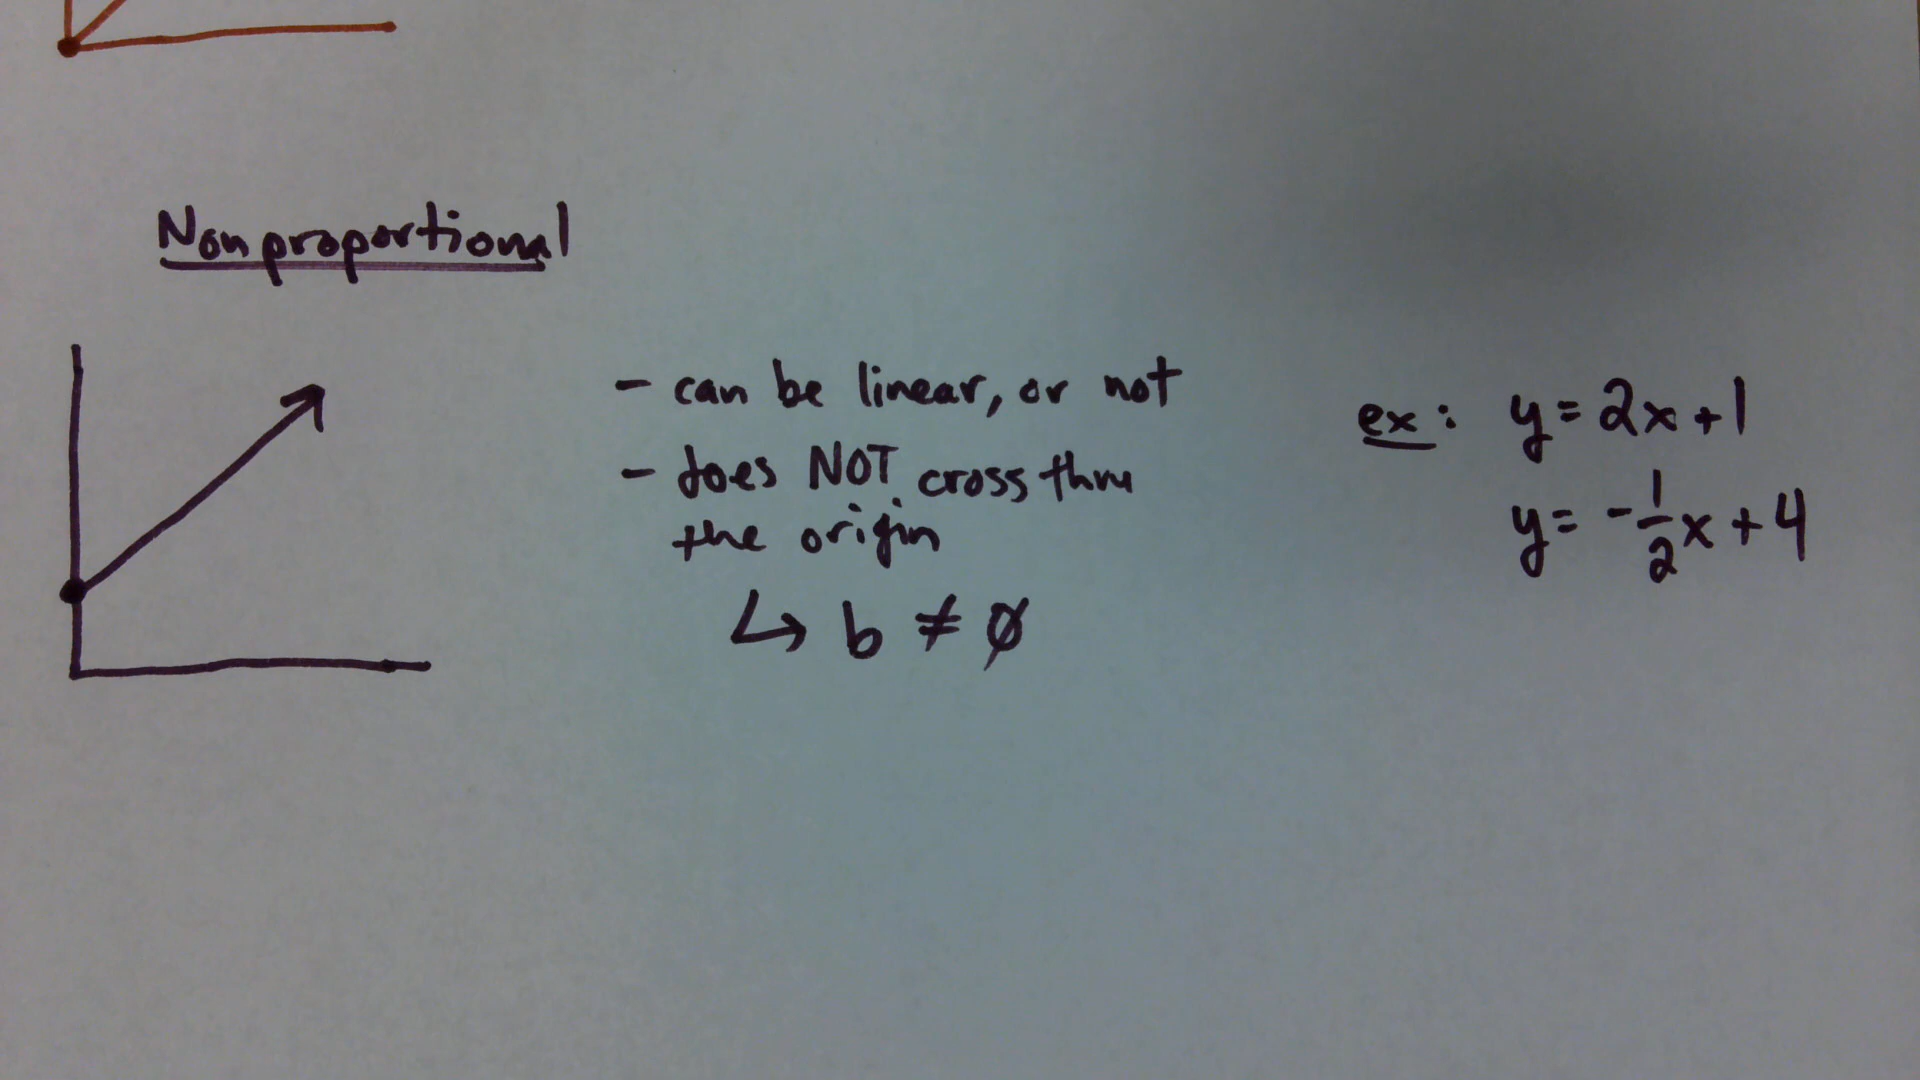 Nonproportional
- can be linear, or not
- does NOT cross thru
the origin
↳ b ≠ 0
ex: y = 2x + 1
y = -1/2x + 4